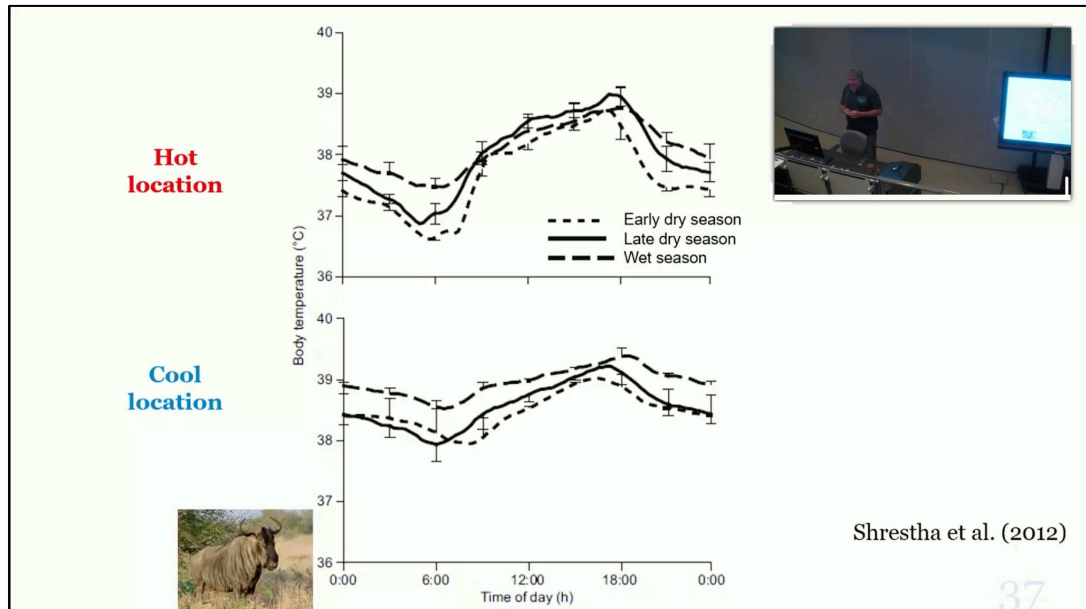 Hot
location
40
39
38
37
36
Early dry season
Late dry season
Wet season
Body temperature (°C)
Cool
location
40
39
38
37
36
0:00
6:00
12:00
18:00
0:00
Time of day (h)
Shrestha et al. (2012)
37